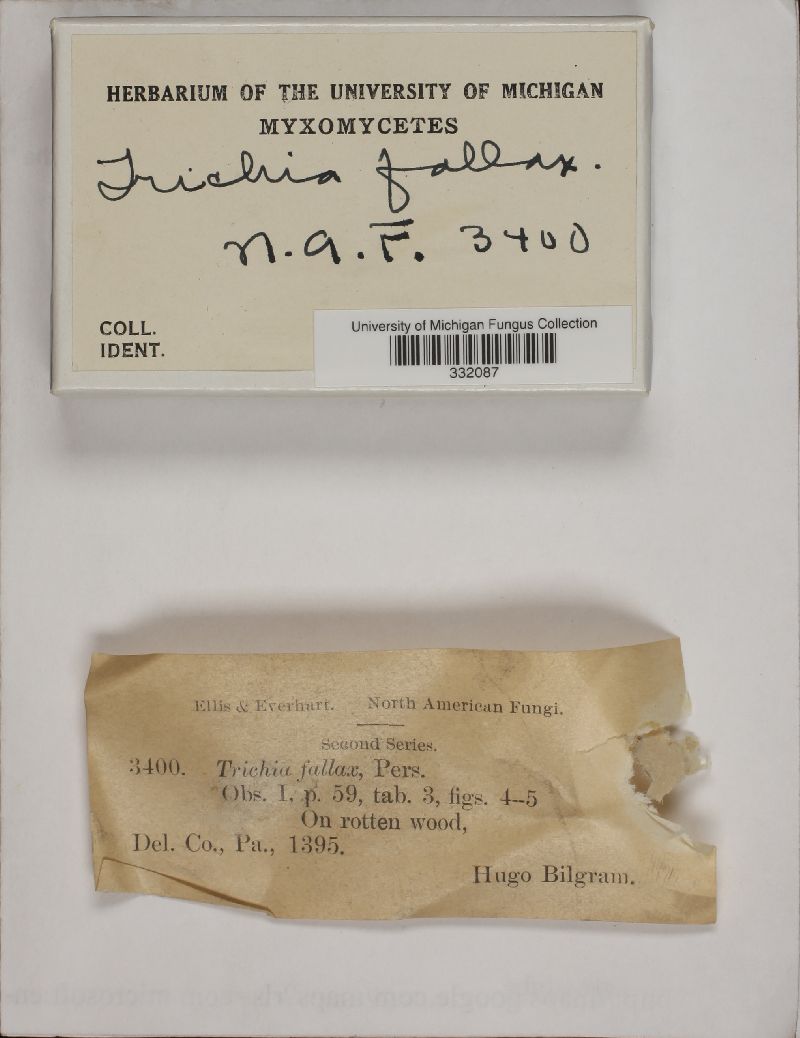 HERBARIUM OF THE UNIVERSITY OF MICHIGAN
MYXOMYCETES
Trichia fallax.
N.A.F. 3400
COLL.
IDENT.
University of Michigan Fungus Collection
332087
Ellis & Everhart. North American Fungi.
Second Series.
3400. Trichia fallax, Pers.
Obs. I, p. 59, tab. 3, figs. 4--5
On rotten wood,
Del. Co., Pa., 1395.
Hugo Bilgram.